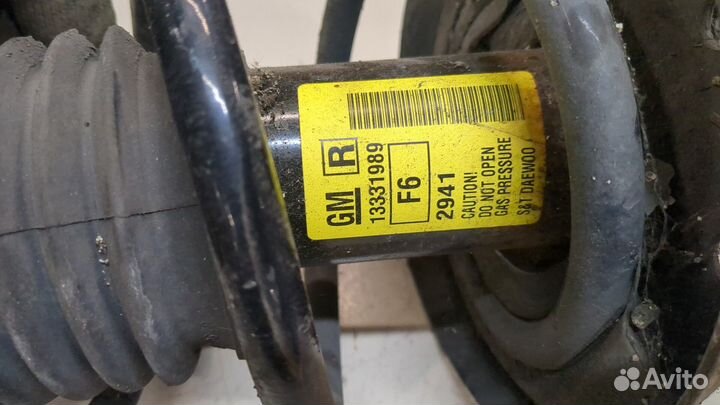 GM R
13331989
F6
2941
CAUTION!
DO NOT OPEN
GAS PRESSURE
S&T DAEWOO
Avito